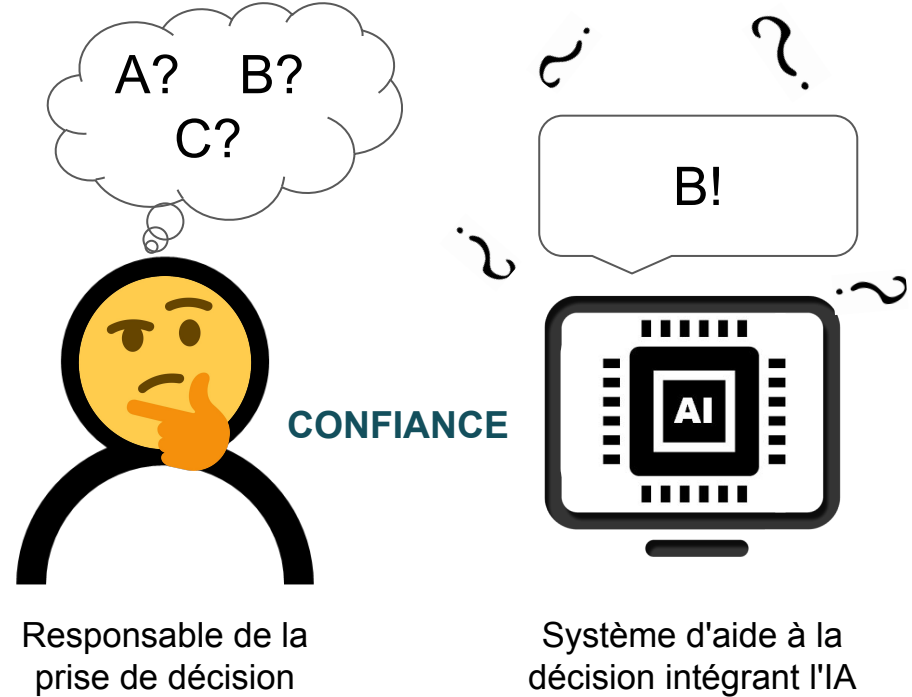 A? B?
C?
B!
AI
CONFIANCE
Responsable de la
prise de décision
Système d'aide à la
décision intégrant l'IA